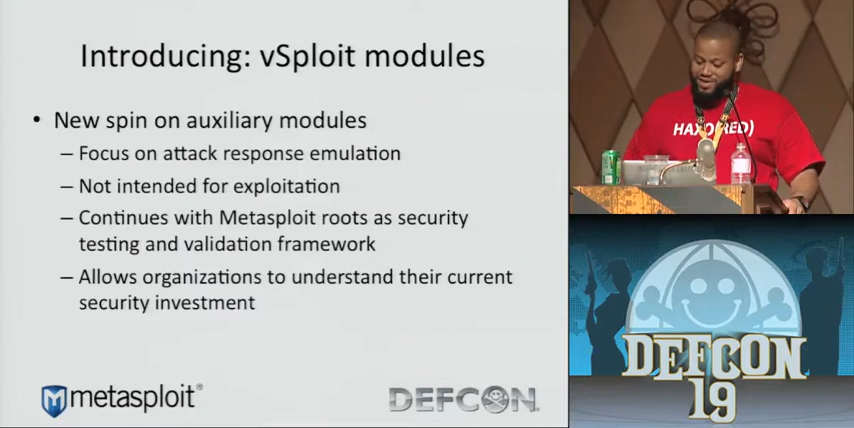 Introducing: vSploit modules
• New spin on auxiliary modules
– Focus on attack response emulation
– Not intended for exploitation
– Continues with Metasploit roots as security
testing and validation framework
– Allows organizations to understand their current
security investment
metasploit®
DEFCON
HAXO(RED)
DEFCON
19